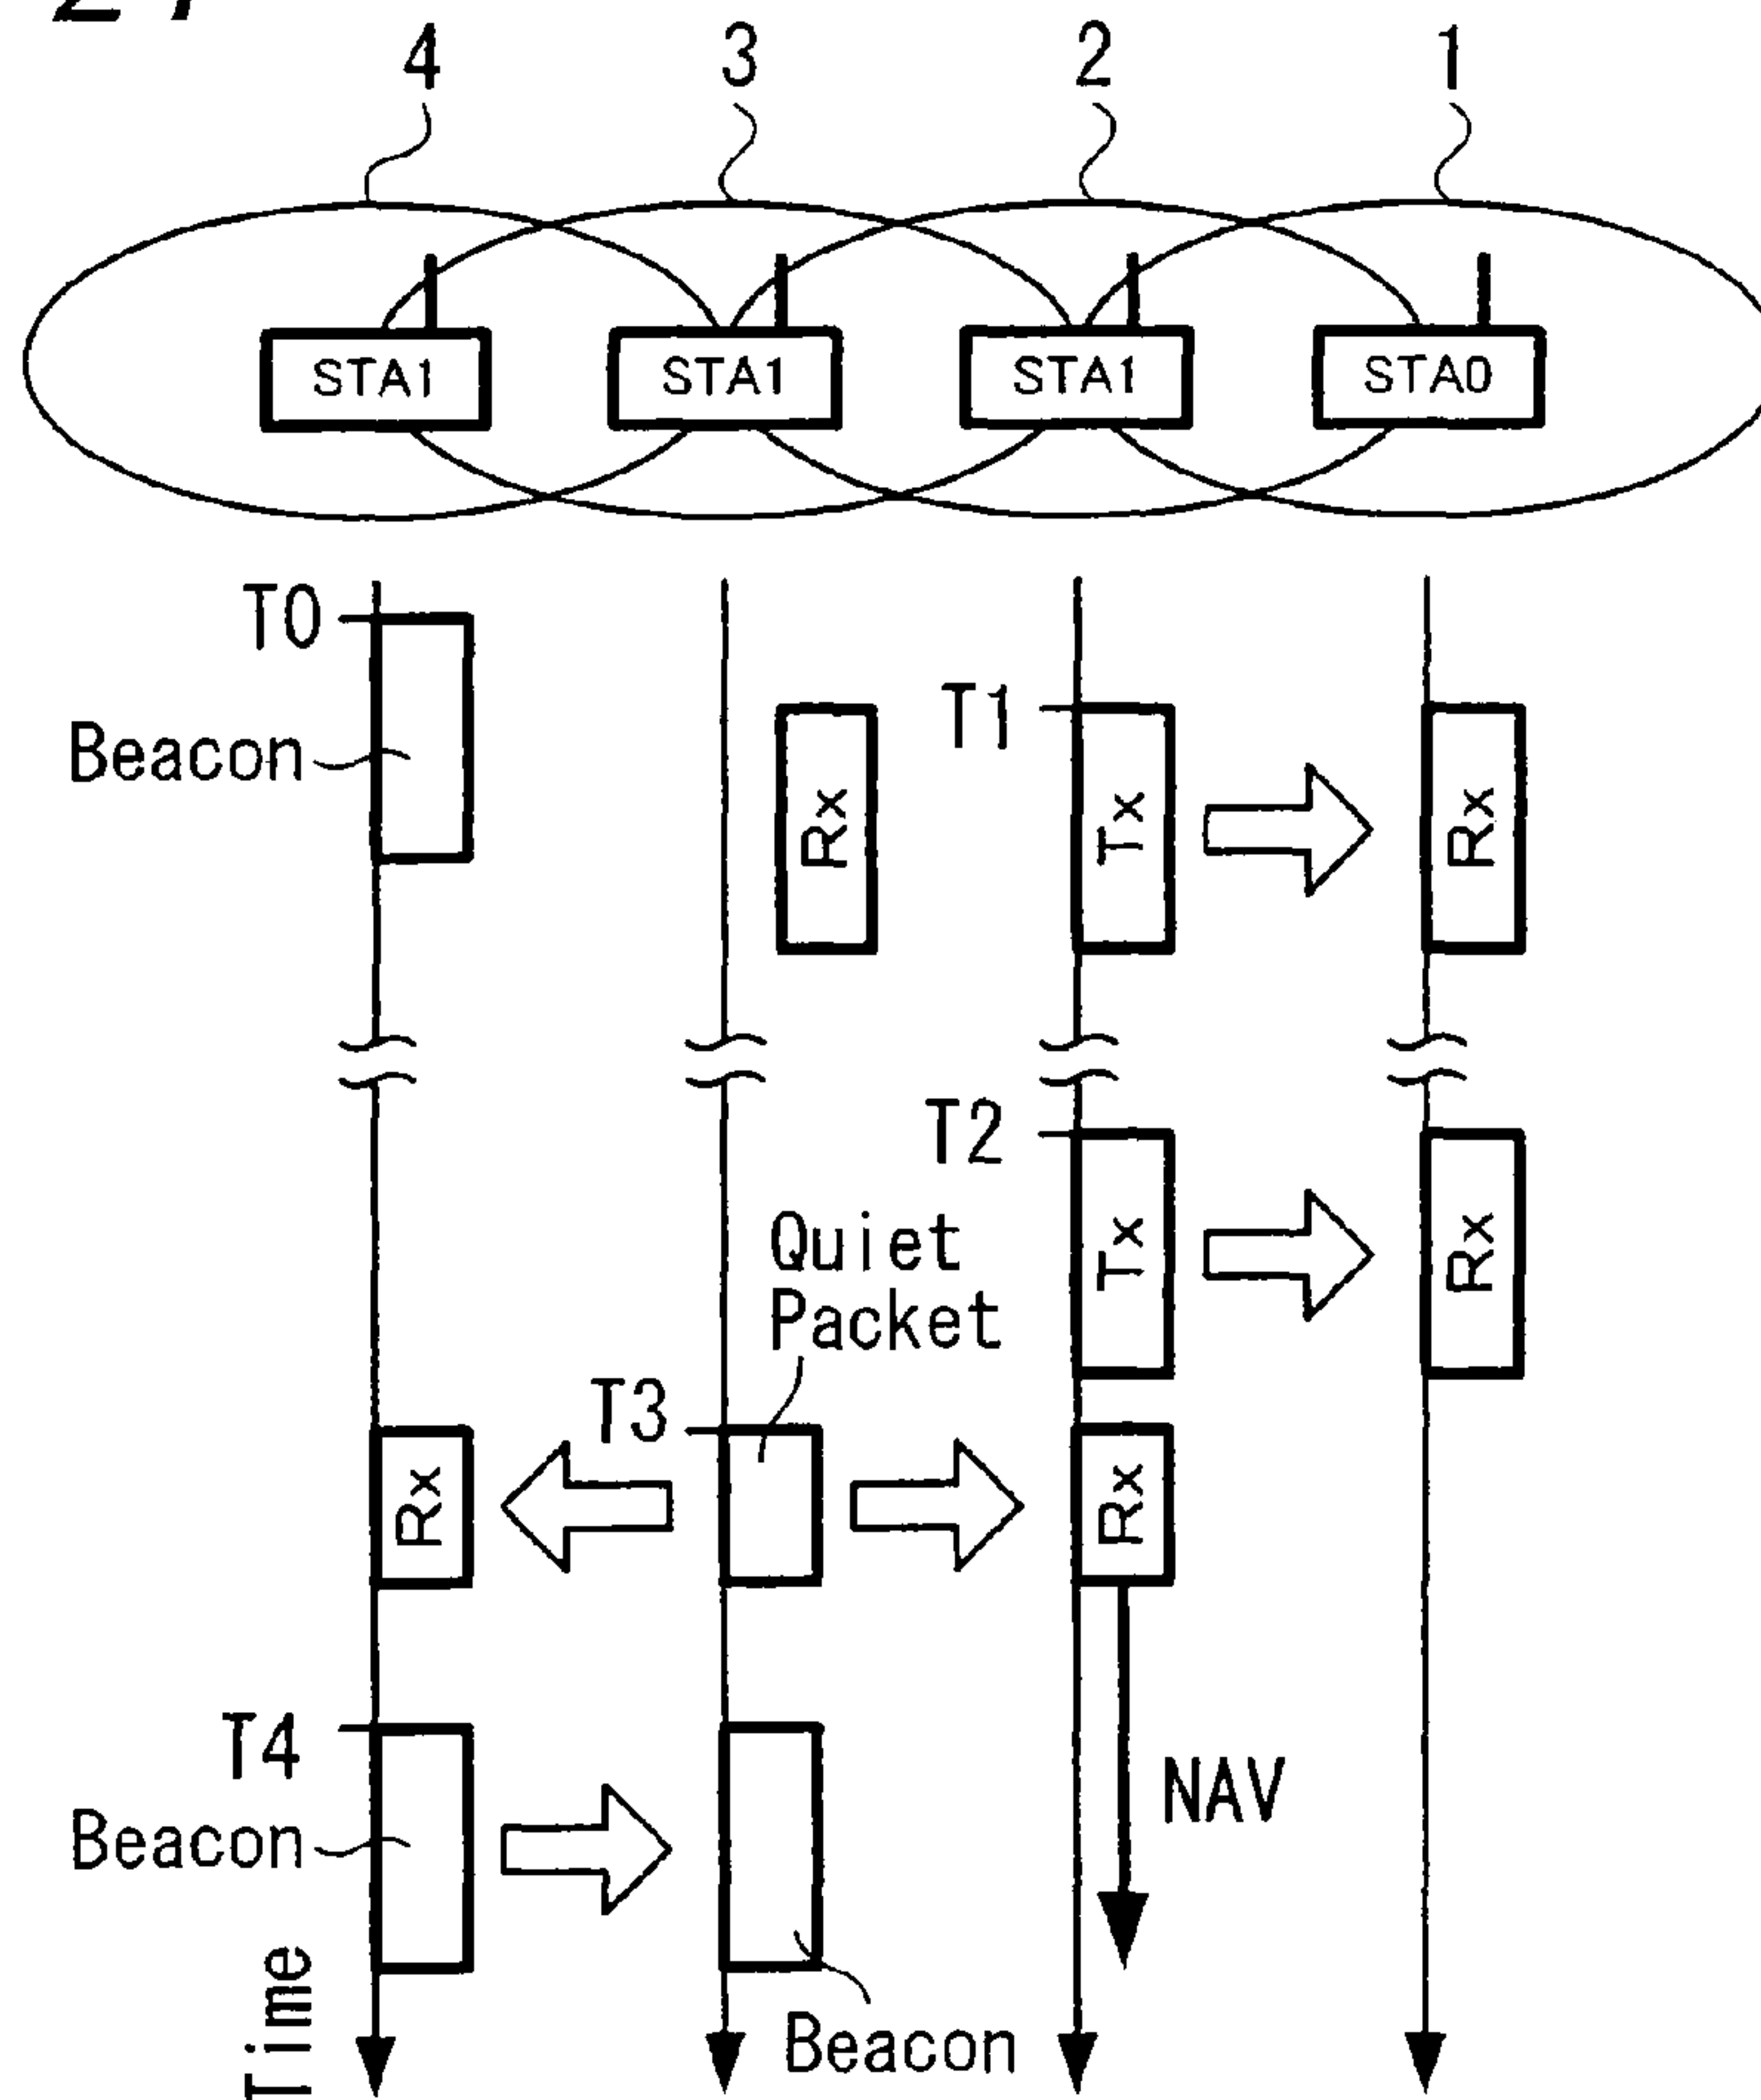 4 3 2 1
STA1 STA1 STA1 STA0
T0
T1
Beacon
Rx Tx Rx
T2
Quiet
Packet
Tx Rx
T3
Rx Rx
T4
NAV
Beacon
Time
Beacon